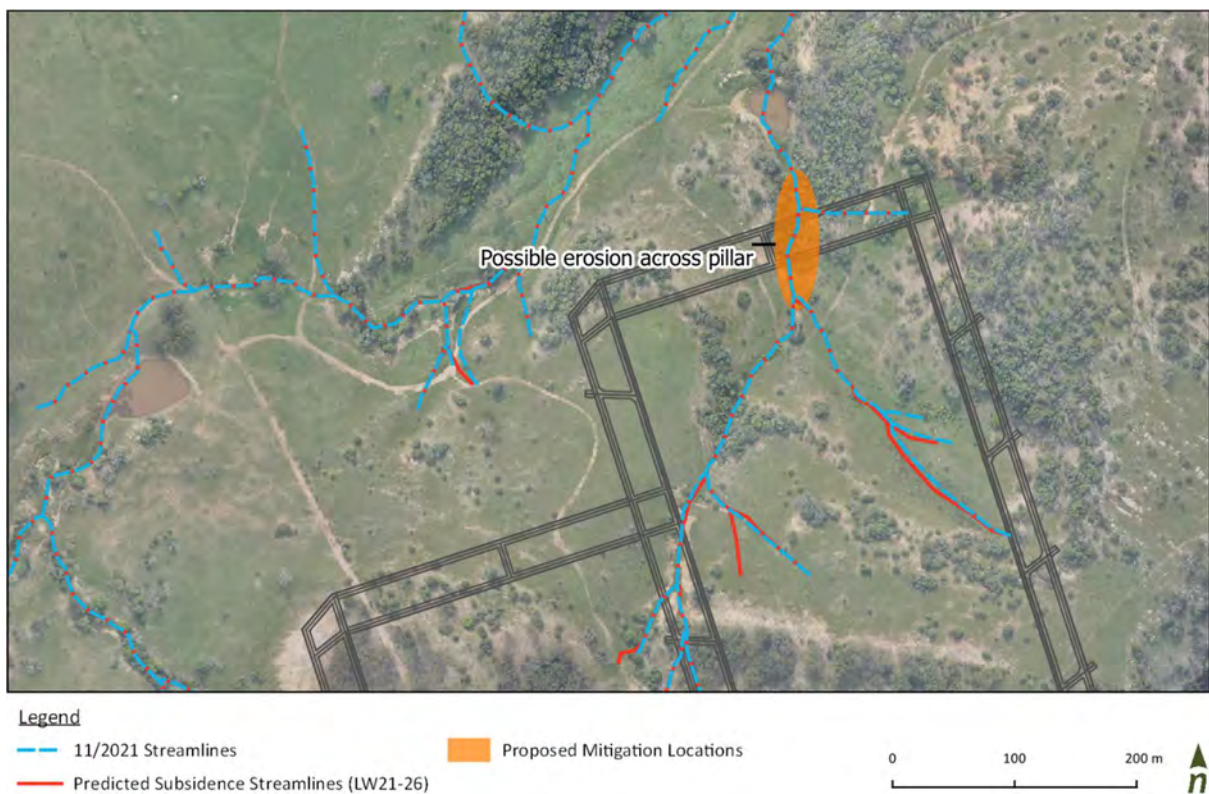 Possible erosion across pillar
Legend
11/2021 Streamlines
Proposed Mitigation Locations
Predicted Subsidence Streamlines (LW21-26)
0 100 200 m
n